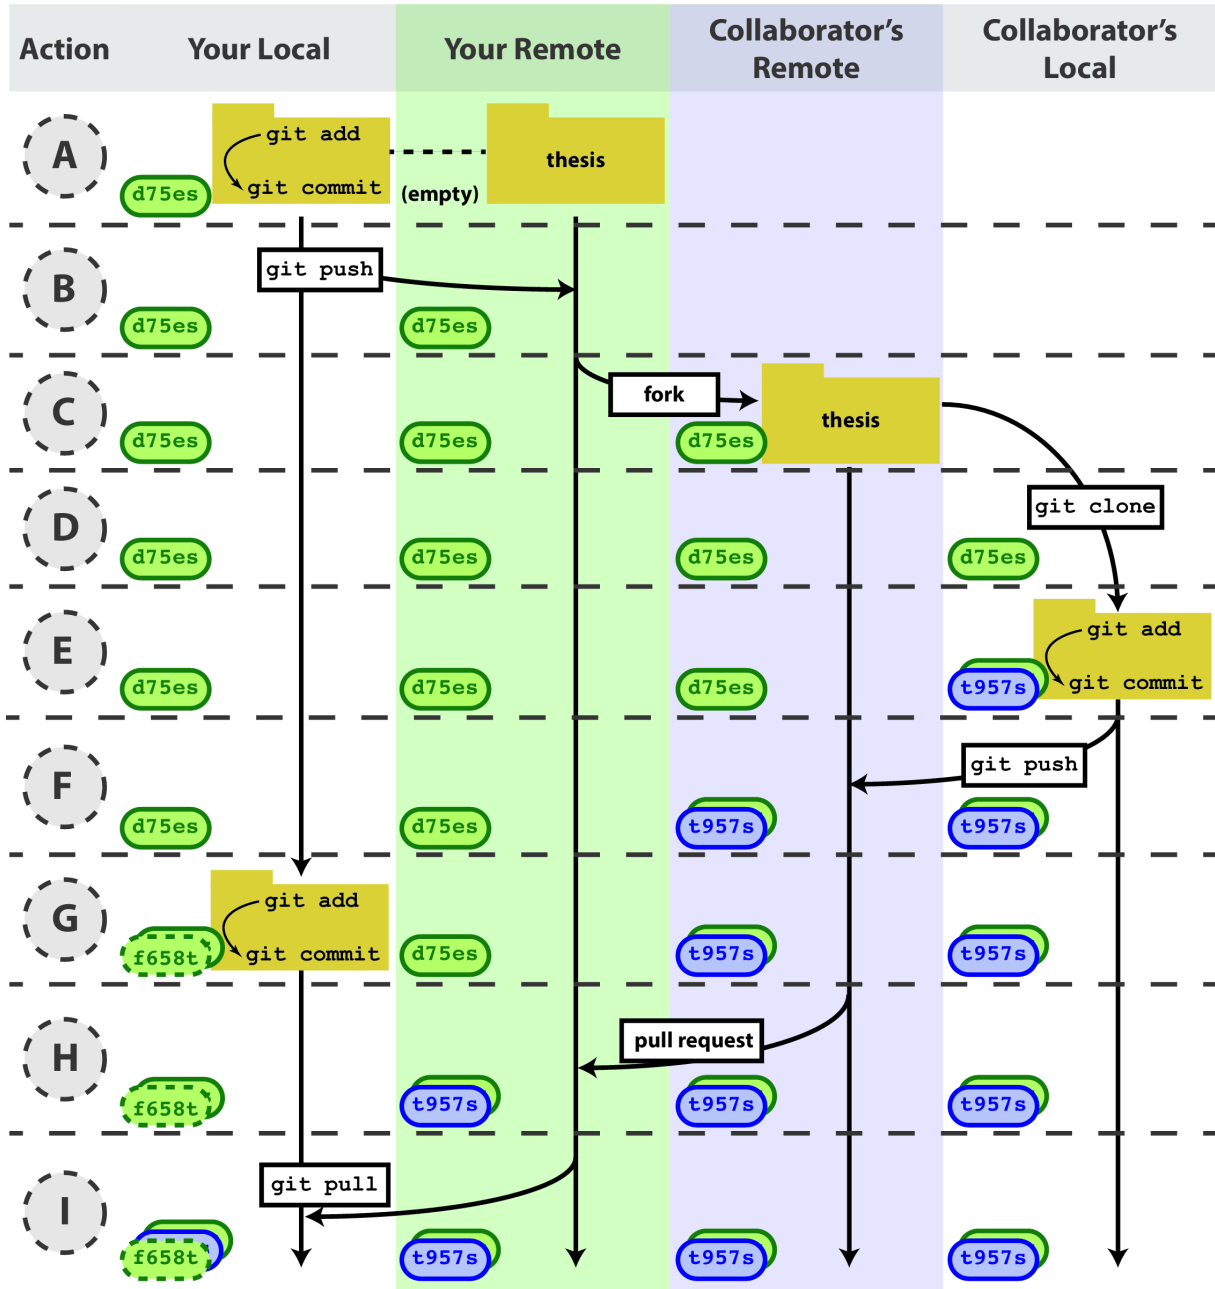 Action
Your Local
Your Remote
Collaborator’s
Remote
Collaborator’s
Local
A
git add
git commit
d75es
(empty)
thesis
B
git push
d75es
d75es
C
fork
thesis
d75es
d75es
d75es
D
git clone
d75es
d75es
d75es
d75es
E
git add
git commit
d75es
d75es
d75es
t957s
F
git push
d75es
d75es
t957s
t957s
G
git add
git commit
f658t
d75es
t957s
t957s
H
pull request
f658t
t957s
t957s
t957s
I
git pull
f658t
t957s
t957s
t957s